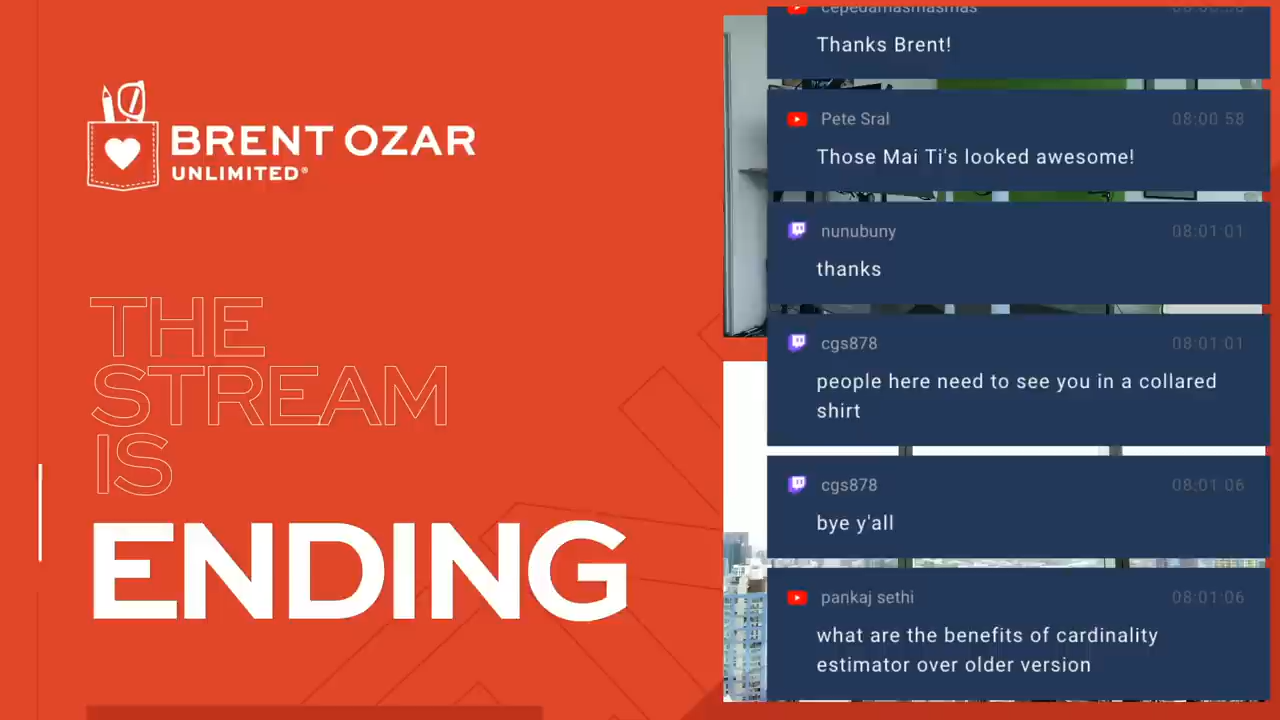 BRENT OZAR
UNLIMITED®
THE
STREAM
IS
ENDING
cepedamasmasmas
Thanks Brent!
Pete Sral
08:00:58
Those Mai Ti's looked awesome!
nunubuny
08:01:01
thanks
cgs878
08:01:01
people here need to see you in a collared
shirt
cgs878
08:01:06
bye y'all
pankaj sethi
08:01:06
what are the benefits of cardinality
estimator over older version